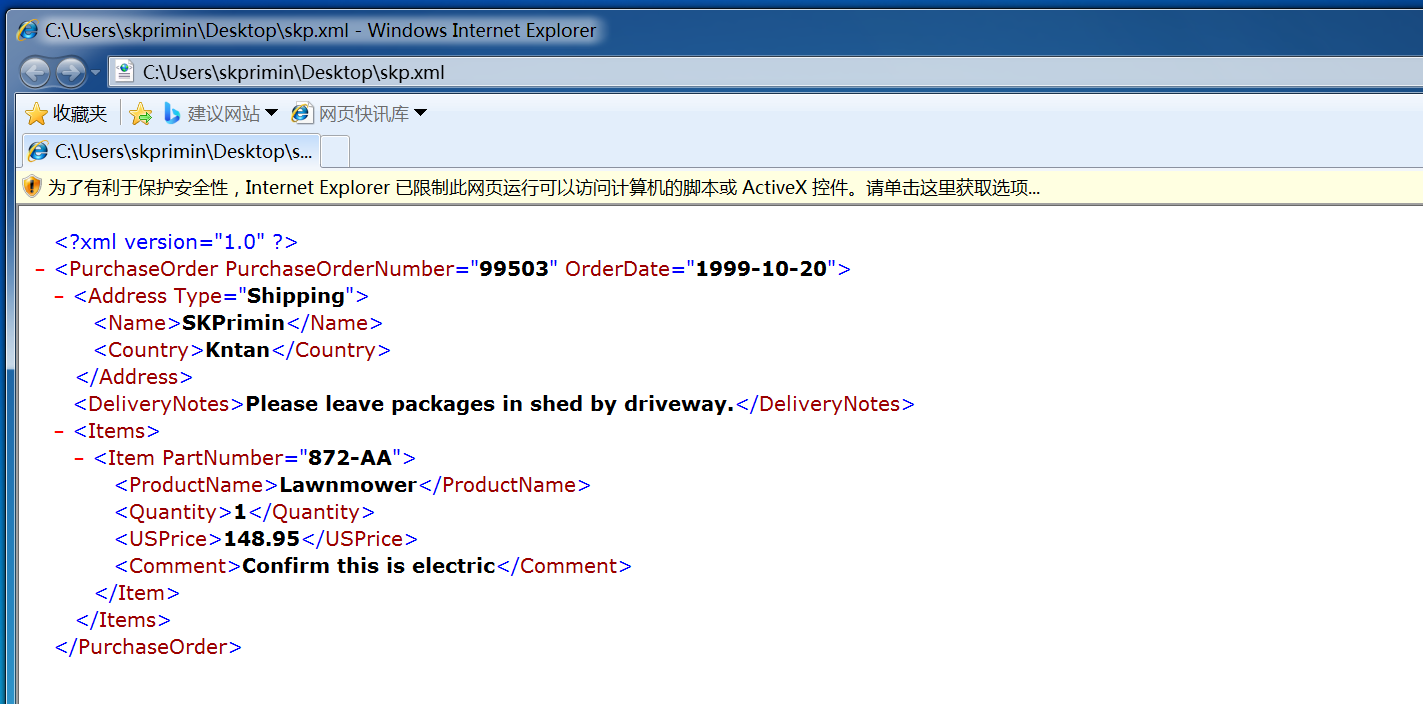 C:\Users\skprimin\Desktop\skp.xml - Windows Internet Explorer
C:\Users\skprimin\Desktop\skp.xml
收藏夹 建议网站 网页快讯库
C:\Users\skprimin\Desktop\s...
为了有利于保护安全性，Internet Explorer 已限制此网页运行可以访问计算机的脚本或 ActiveX 控件。请单击这里获取选项...
<?xml version="1.0" ?>
- <PurchaseOrder PurchaseOrderNumber="99503" OrderDate="1999-10-20">
- <Address Type="Shipping">
<Name>SKPrimin</Name>
<Country>Kntan</Country>
</Address>
<DeliveryNotes>Please leave packages in shed by driveway.</DeliveryNotes>
- <Items>
- <Item PartNumber="872-AA">
<ProductName>Lawnmower</ProductName>
<Quantity>1</Quantity>
<USPrice>148.95</USPrice>
<Comment>Confirm this is electric</Comment>
</Item>
</Items>
</PurchaseOrder>